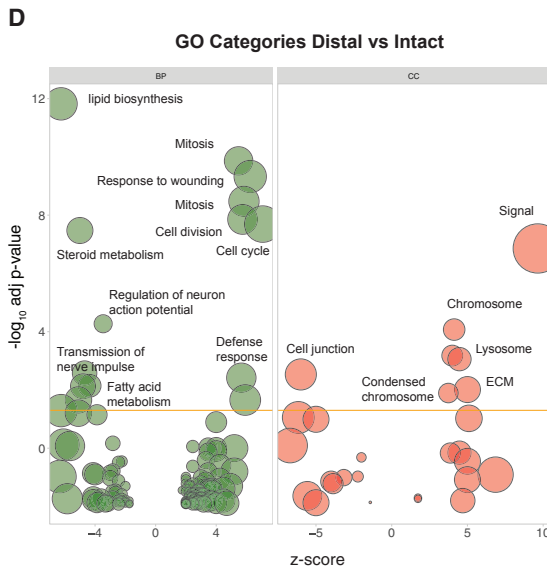 D
GO Categories Distal vs Intact
BP
CC
-log10 adj p-value
12
8
4
0
lipid biosynthesis
Mitosis
Response to wounding
Mitosis
Cell division
Cell cycle
Steroid metabolism
Regulation of neuron
action potential
Transmission of
nerve impulse
Fatty acid
metabolism
Defense
response
Signal
Chromosome
Cell junction
Lysosome
Condensed
chromosome
ECM
−4
0
4
−5
0
5
10
z-score